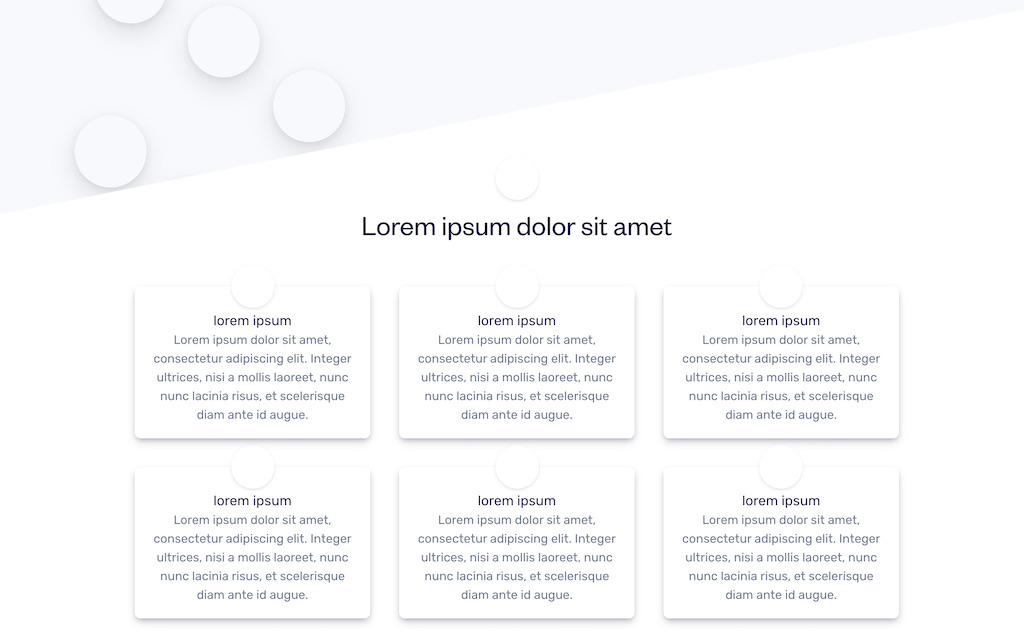 Lorem ipsum dolor sit amet
lorem ipsum
Lorem ipsum dolor sit amet,
consectetur adipiscing elit. Integer
ultrices, nisi a mollis laoreet, nunc
nunc lacinia risus, et scelerisque
diam ante id augue.
lorem ipsum
Lorem ipsum dolor sit amet,
consectetur adipiscing elit. Integer
ultrices, nisi a mollis laoreet, nunc
nunc lacinia risus, et scelerisque
diam ante id augue.
lorem ipsum
Lorem ipsum dolor sit amet,
consectetur adipiscing elit. Integer
ultrices, nisi a mollis laoreet, nunc
nunc lacinia risus, et scelerisque
diam ante id augue.
lorem ipsum
Lorem ipsum dolor sit amet,
consectetur adipiscing elit. Integer
ultrices, nisi a mollis laoreet, nunc
nunc lacinia risus, et scelerisque
diam ante id augue.
lorem ipsum
Lorem ipsum dolor sit amet,
consectetur adipiscing elit. Integer
ultrices, nisi a mollis laoreet, nunc
nunc lacinia risus, et scelerisque
diam ante id augue.
lorem ipsum
Lorem ipsum dolor sit amet,
consectetur adipiscing elit. Integer
ultrices, nisi a mollis laoreet, nunc
nunc lacinia risus, et scelerisque
diam ante id augue.